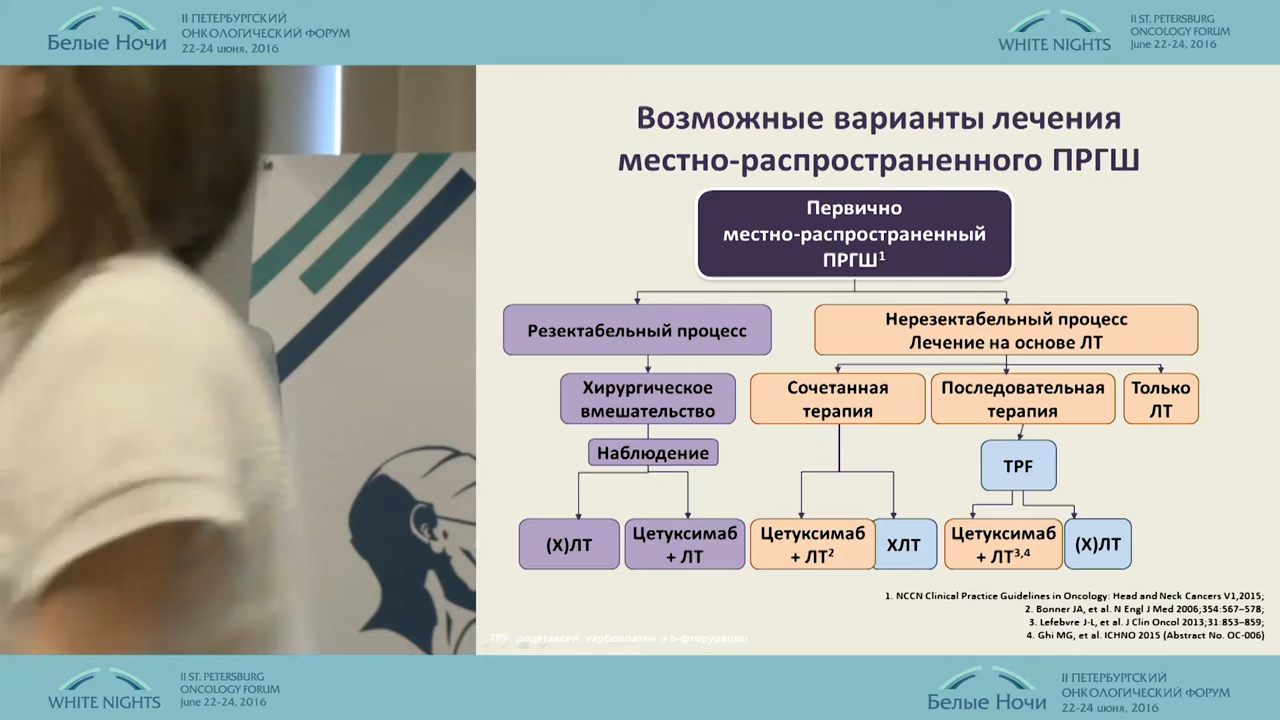 Белые Ночи
II ПЕТЕРБУРГСКИЙ
ОНКОЛОГИЧЕСКИЙ ФОРУМ
22-24 июня, 2016
WHITE NIGHTS
II ST. PETERSBURG
ONCOLOGY FORUM
June 22-24, 2016
Возможные варианты лечения
местно-распространенного ПРГШ
Первично
местно-распространенный
ПРГШ¹
Резектабельный процесс
Нерезектабельный процесс
Лечение на основе ЛТ
Хирургическое
вмешательство
Сочетанная
терапия
Последовательная
терапия
Только
ЛТ
Наблюдение
TPF
(Х)ЛТ
Цетуксимаб
+ ЛТ
Цетуксимаб
+ ЛТ²
ХЛТ
Цетуксимаб
+ ЛТ³,⁴
(Х)ЛТ
1. NCCN Clinical Practice Guidelines in Oncology: Head and Neck Cancers V1,2015;
2. Bonner JA, et al. N Engl J Med 2006;354:567–578;
3. Lefebvre J-L, et al. J Clin Oncol 2013;31:853–859;
4. Ghi MG, et al. ICHNO 2015 (Abstract No. OC-006)
TPF, доцетаксел, карбоплатин и 5-фторурацил
WHITE NIGHTS
II ST. PETERSBURG
ONCOLOGY FORUM
June 22-24, 2016
Белые Ночи
II ПЕТЕРБУРГСКИЙ
ОНКОЛОГИЧЕСКИЙ ФОРУМ
22-24 июня, 2016